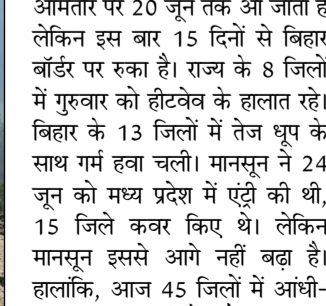 आमतौर पर 20 जून तक आ जाता है
लेकिन इस बार 15 दिनों से बिहार
बॉर्डर पर रुका है। राज्य के 8 जिलों
में गुरुवार को हीटवेव के हालात रहे।
बिहार के 13 जिलों में तेज धूप के
साथ गर्म हवा चली। मानसून ने 24
जून को मध्य प्रदेश में एंट्री की थी,
15 जिले कवर किए थे। लेकिन
मानसून इससे आगे नहीं बढ़ा है।
हालांकि, आज 45 जिलों में आंधी-